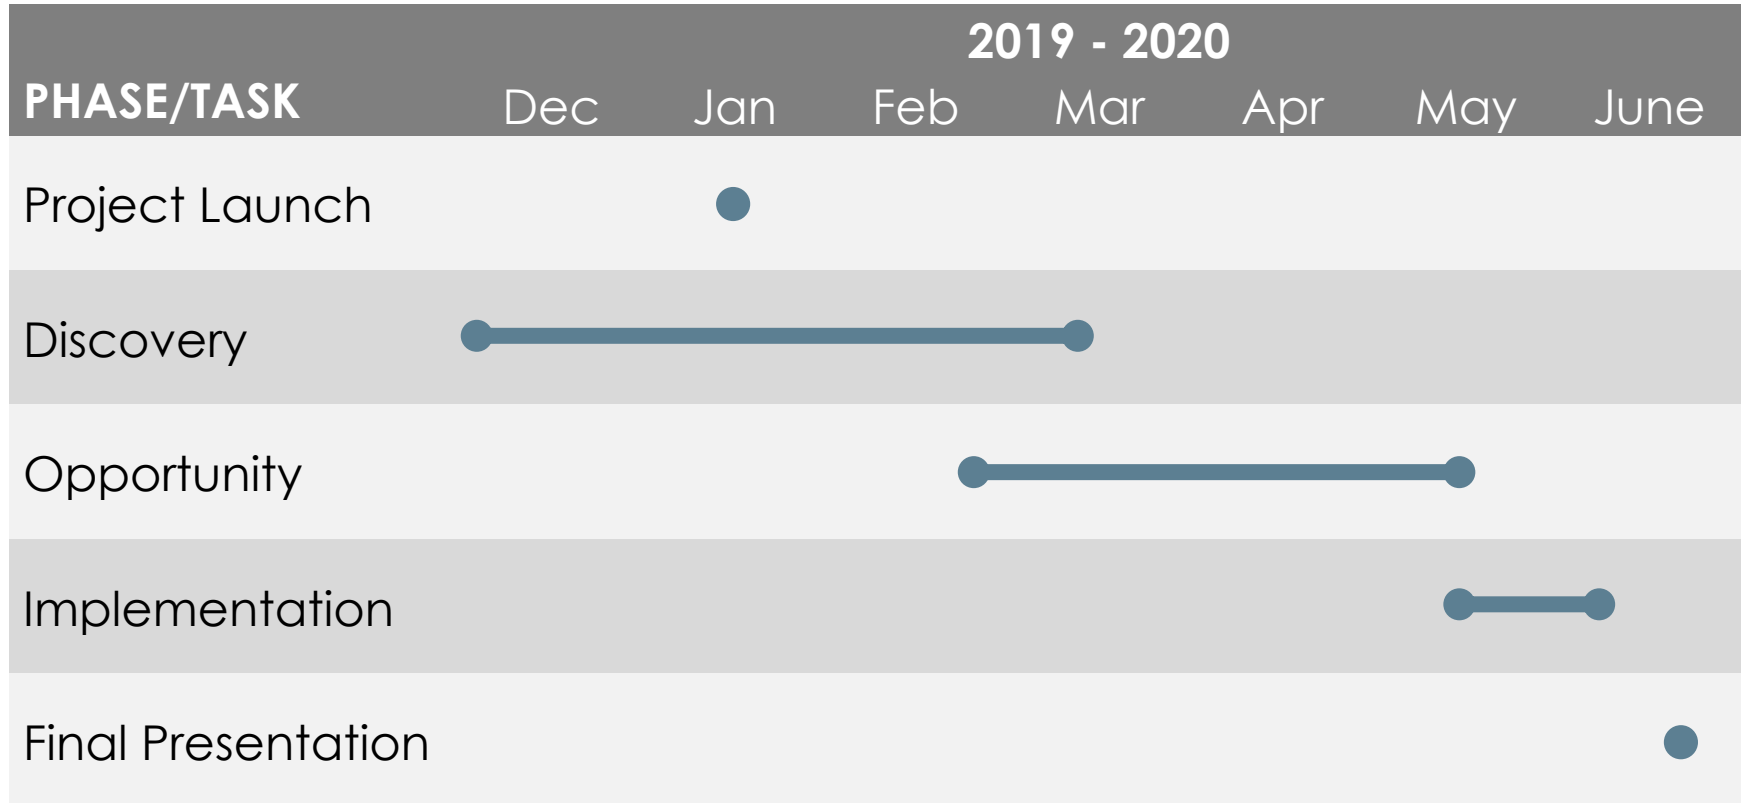 2019 - 2020
PHASE/TASK Dec Jan Feb Mar Apr May June
Project Launch
Discovery
Opportunity
Implementation
Final Presentation